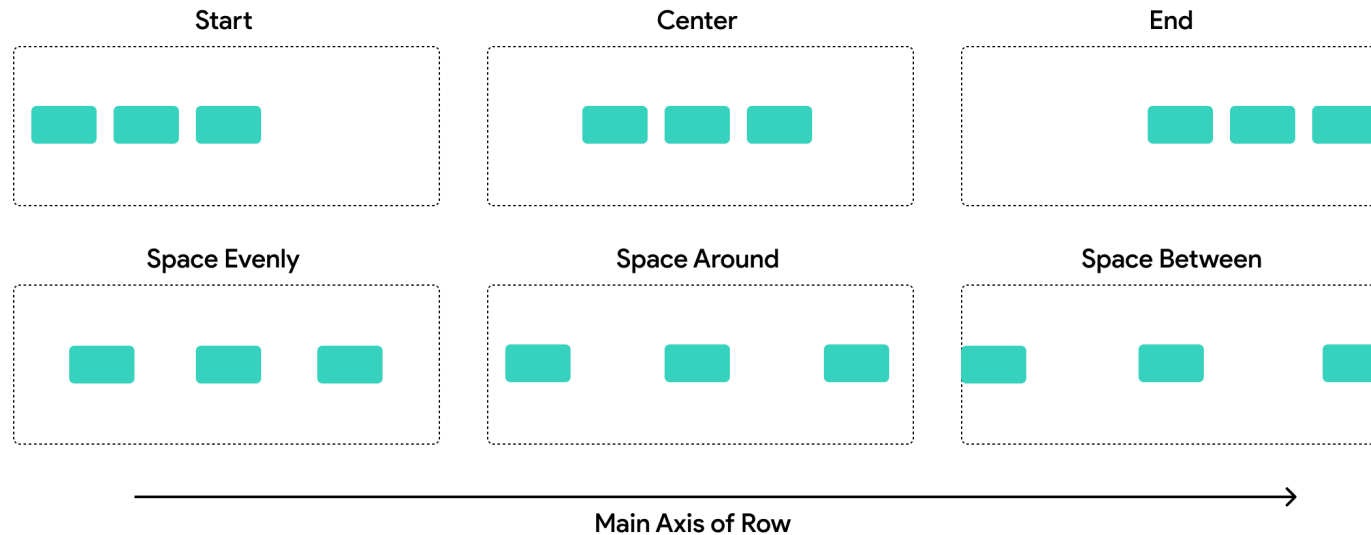 Start
Center
End
Space Evenly
Space Around
Space Between
Main Axis of Row